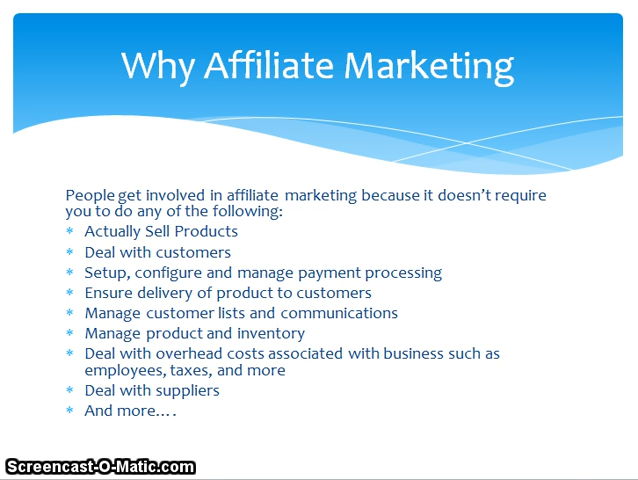 Why Affiliate Marketing
People get involved in affiliate marketing because it doesn't require
you to do any of the following:
* Actually Sell Products
* Deal with customers
* Setup, configure and manage payment processing
* Ensure delivery of product to customers
* Manage customer lists and communications
* Manage product and inventory
* Deal with overhead costs associated with business such as
employees, taxes, and more
* Deal with suppliers
* And more….
Screencast-O-Matic.com